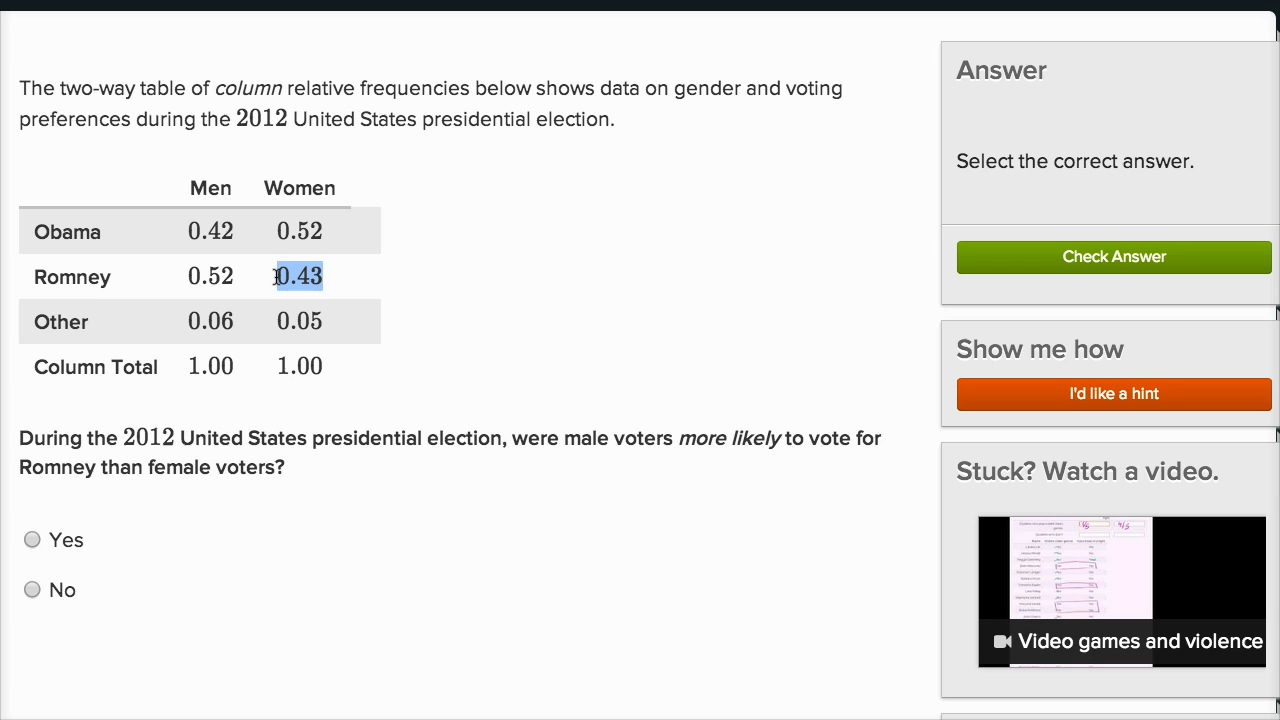 The two-way table of column relative frequencies below shows data on gender and voting
preferences during the 2012 United States presidential election.
Men Women
Obama 0.42 0.52
Romney 0.52 0.43
Other 0.06 0.05
Column Total 1.00 1.00
During the 2012 United States presidential election, were male voters more likely to vote for
Romney than female voters?
Yes
No
Answer
Select the correct answer.
Check Answer
Show me how
I'd like a hint
Stuck? Watch a video.
Video games and violence